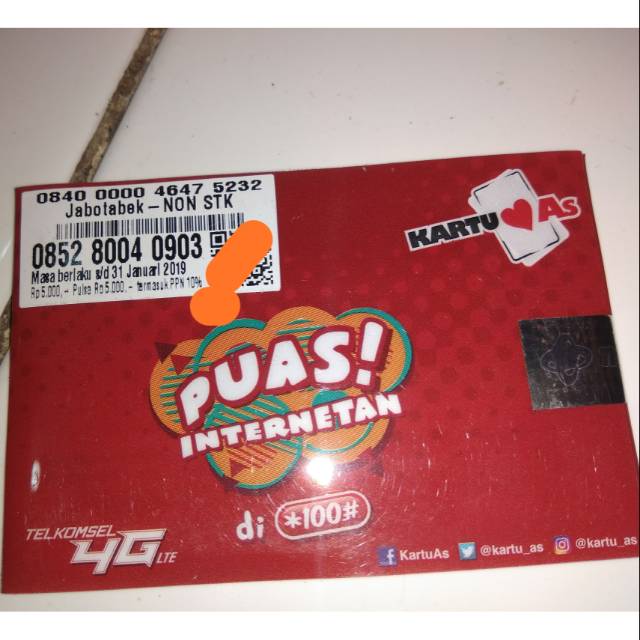 0840 0000 4647 5232
Jabotabek - NON STK
0852 8004 0903
Masa berlaku s/d 31 Januari 2019
Rp 5.000,- Pulsa Rp 5.000,- termasuk PPN 10%
KARTU As
PUAS!
INTERNETAN
di *100#
TELKOMSEL
4G LTE
KartuAs @kartu_as @kartu_as